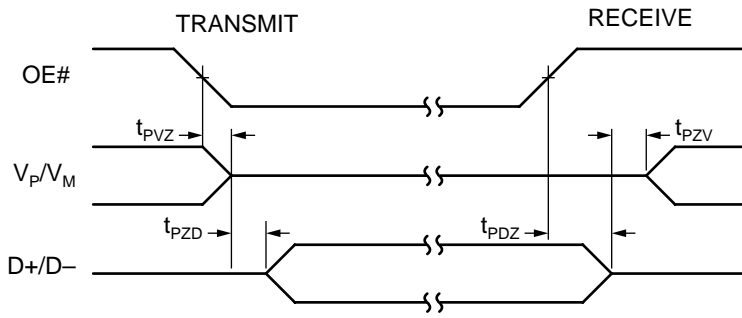 TRANSMIT
RECEIVE
OE#
tPVZ
tPZV
VP/VM
tPZD
tPDZ
D+/D–